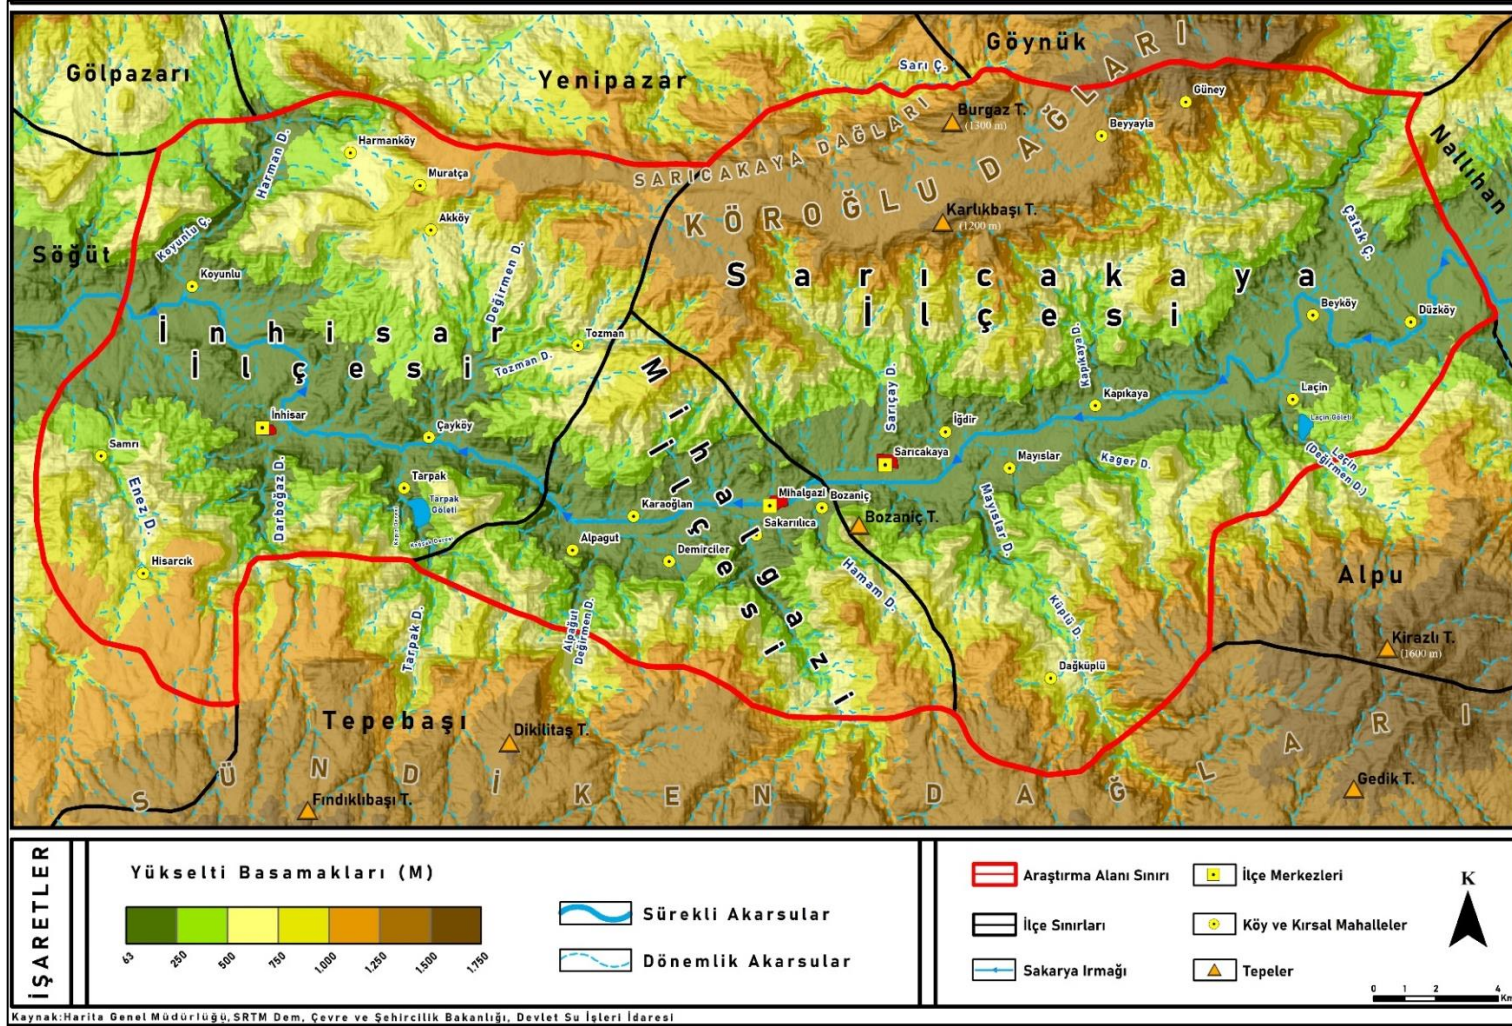 Gölpazarı
Yenipazar
Göynük
Sarı Ç.
Güney
Burgaz T.
(1300 m)
Beyyayla
Nallıhan
Harman D.
Harmanköy
Muratça
SARICAKAYA DAĞLARI
KÖROĞLU DAĞLARI
Akköy
Karlıkbaşı T.
(1200 m)
Çatak Ç.
Söğüt
Koyunlu Ç.
Koyunlu
Değirmen D.
Sarıcakaya
İlçesi
Beyköy
Düzköy
İnhisar
İlçesi
Tozman
Tozman D.
Mihalgazi
İlçesi
Sarıçay D.
Kapıkaya D.
Kapıkaya
Laçin
Laçin Göleti
Laçin
(Değirmen D.)
İnhisar
Samrı
Çayköy
İğdir
Sarıcakaya
Mayıslar
Kager D.
Enez D.
Darboğaz D.
Tarpak
Tarpak
Göleti
Karaoğlan
Mihalgazi
Bozaniç
Sakarıılıca
Bozaniç T.
Mayıslar D.
Alpagut
Demirciler
Hisarcık
Hamam D.
Alpu
Küplü D.
Tarpak D.
Alpağut
Değirmeni D.
Kirazlı T.
(1600 m)
Dağküplü
Tepebaşı
Dikilitaş T.
SÜNDİKEN DAĞLARI
Fındıklıbaşı T.
Gedik T.
İŞARETLER
Yükselti Basamakları (M)
63 250 500 750 1.000 1.250 1.500 1.750
Sürekli Akarsular
Dönemlik Akarsular
Araştırma Alanı Sınırı
İlçe Merkezleri
İlçe Sınırları
Köy ve Kırsal Mahalleler
Sakarya Irmağı
Tepeler
K
0 1 2 4
Km
Kaynak:Harita Genel Müdürlüğü,SRTM Dem, Çevre ve Şehircilik Bakanlığı, Devlet Su İşleri İdaresi